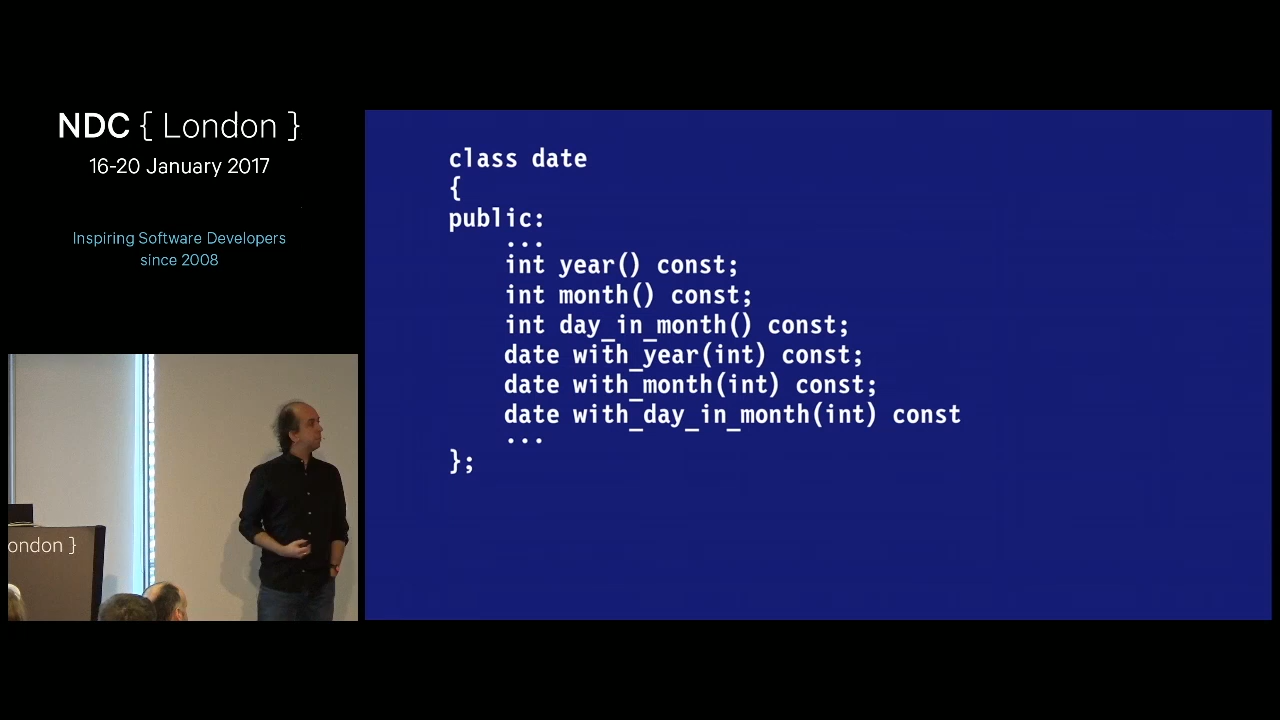 NDC { London }
16-20 January 2017
Inspiring Software Developers
since 2008
class date
{
public:
...
int year() const;
int month() const;
int day_in_month() const;
date with_year(int) const;
date with_month(int) const;
date with_day_in_month(int) const
...
};
ondon }